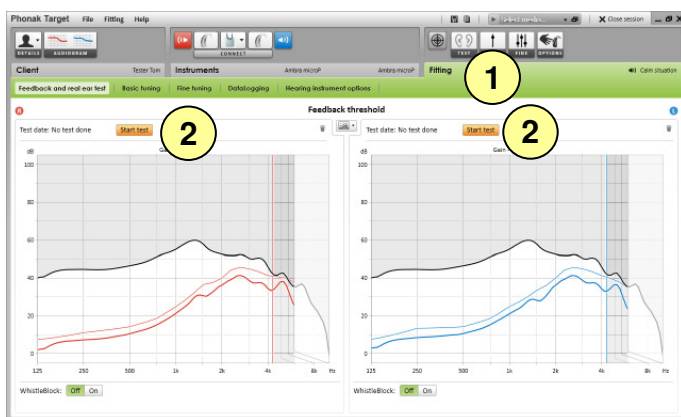 Phonak Target File Fitting Help Select media... Close session
DETAILS AUDIOGRAM CONNECT TEST FINE OPTIONS
Client Tester Tom Instruments Ambra microP Ambra microP Fitting Calm situation
1
Feedback and real ear test Basic tuning Fine tuning DataLogging Hearing instrument options
Feedback threshold
R L
Test date: No test done Start test 2 Test date: No test done Start test 2
dB dB
100 100
80 80
60 60
40 40
20 20
0 0
125 250 500 1k 2k 4k 8k Hz 125 250 500 1k 2k 4k 8k Hz
WhistleBlock: Off On WhistleBlock: Off On